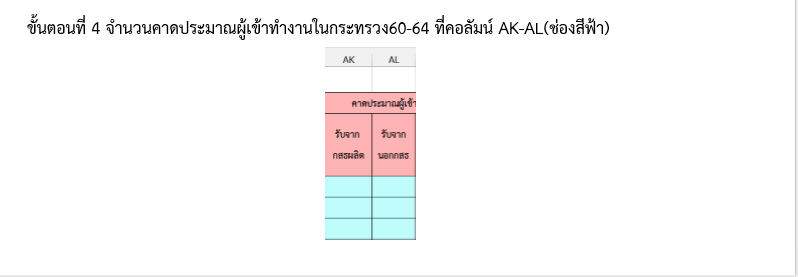 ขั้นตอนที่ 4 จำนวนคาดประมาณผู้เข้าทำงานในกระทรวง60-64 ที่คอลัมน์ AK-AL(ช่องสีฟ้า)
AK AL
คาดประมาณผู้เข้า
รับจาก รับจาก
กสธผลิต นอกกสธ